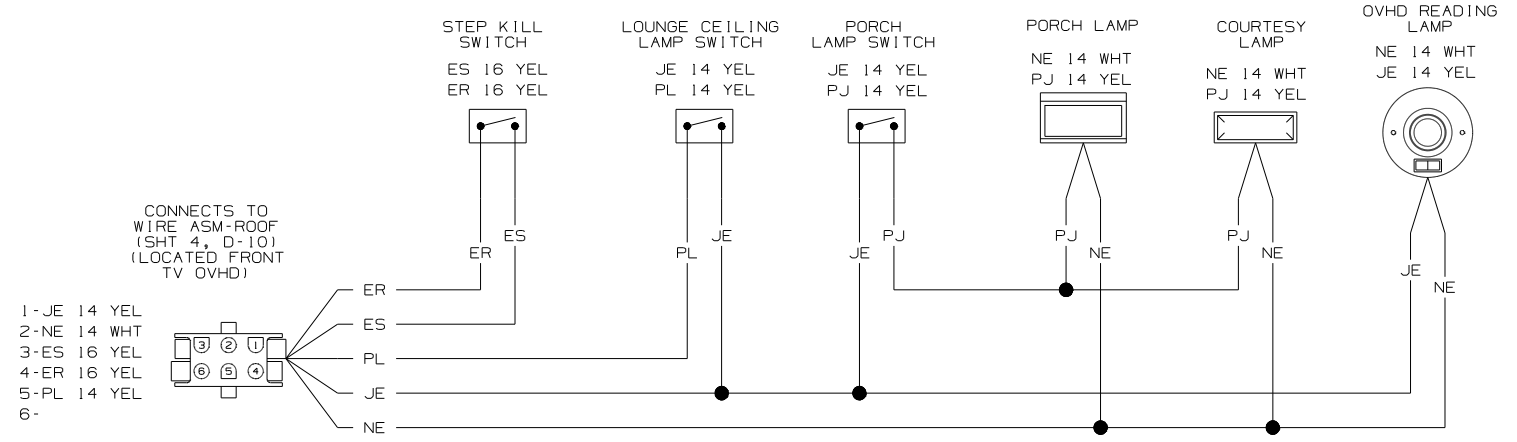 STEP KILL
SWITCH
ES 16 YEL
ER 16 YEL
LOUNGE CEILING
LAMP SWITCH
JE 14 YEL
PL 14 YEL
PORCH
LAMP SWITCH
JE 14 YEL
PJ 14 YEL
PORCH LAMP
NE 14 WHT
PJ 14 YEL
COURTESY
LAMP
NE 14 WHT
PJ 14 YEL
OVHD READING
LAMP
NE 14 WHT
JE 14 YEL
CONNECTS TO
WIRE ASM-ROOF
(SHT 4, D-10)
(LOCATED FRONT
TV OVHD)
ES
ER
JE
PL
PJ
JE
PJ
NE
PJ
NE
JE
NE
1-JE 14 YEL
2-NE 14 WHT
3-ES 16 YEL
4-ER 16 YEL
5-PL 14 YEL
6-
3 2 1
6 5 4
ER
ES
PL
JE
NE